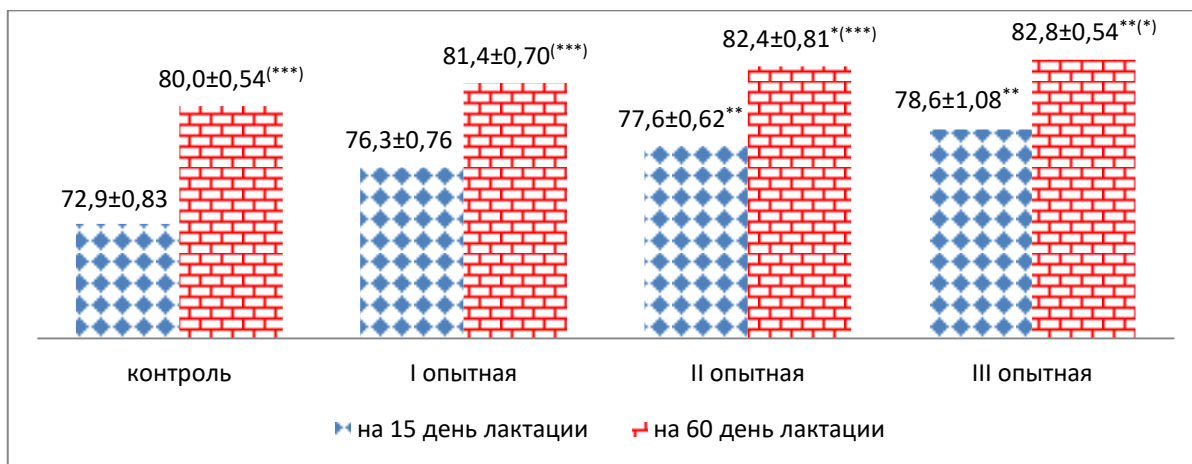 80,0±0,54(***)
81,4±0,70(***)
82,4±0,81*(***)
82,8±0,54**(*)
72,9±0,83
76,3±0,76
77,6±0,62**
78,6±1,08**
контроль
I опытная
II опытная
III опытная
на 15 день лактации
на 60 день лактации